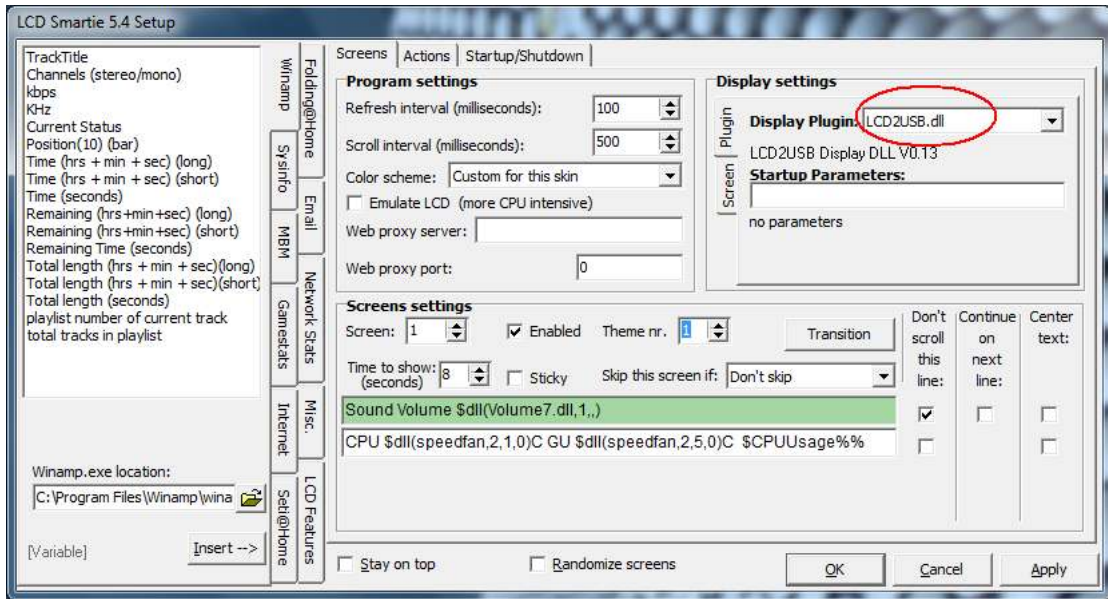 LCD Smartie 5.4 Setup
TrackTitle
Channels (stereo/mono)
kbps
KHz
Current Status
Position(10) (bar)
Time (hrs + min + sec) (long)
Time (hrs + min + sec) (short)
Time (seconds)
Remaining (hrs+min+sec) (long)
Remaining (hrs+min+sec) (short)
Remaining Time (seconds)
Total length (hrs + min + sec)(long)
Total length (hrs + min + sec)(short)
Total length (seconds)
playlist number of current track
total tracks in playlist
Winamp.exe location:
C:\Program Files\Winamp\wina
[Variable]
Insert -->
Winamp
Sysinfo
MBM
Gamestats
Internet
Seti@Home
Folding@Home
Email
Network Stats
Misc.
LCD Features
Screens
Actions
Startup/Shutdown
Program settings
Refresh interval (milliseconds): 100
Scroll interval (milliseconds): 500
Color scheme: Custom for this skin
Emulate LCD (more CPU intensive)
Web proxy server:
Web proxy port: 0
Display settings
Plugin
Screen
Display Plugin: LCD2USB.dll
LCD2USB Display DLL V0.13
Startup Parameters:
no parameters
Screens settings
Screen: 1 Enabled Theme nr. 1 Transition
Time to show: 8 Sticky Skip this screen if: Don't skip
(seconds)
Don't scroll this line:
Continue on next line:
Center text:
Sound Volume $dll(Volume7.dll,1,,)
CPU $dll(speedfan,2,1,0)C GU $dll(speedfan,2,5,0)C $CPUUsage%%
Stay on top
Randomize screens
OK
Cancel
Apply